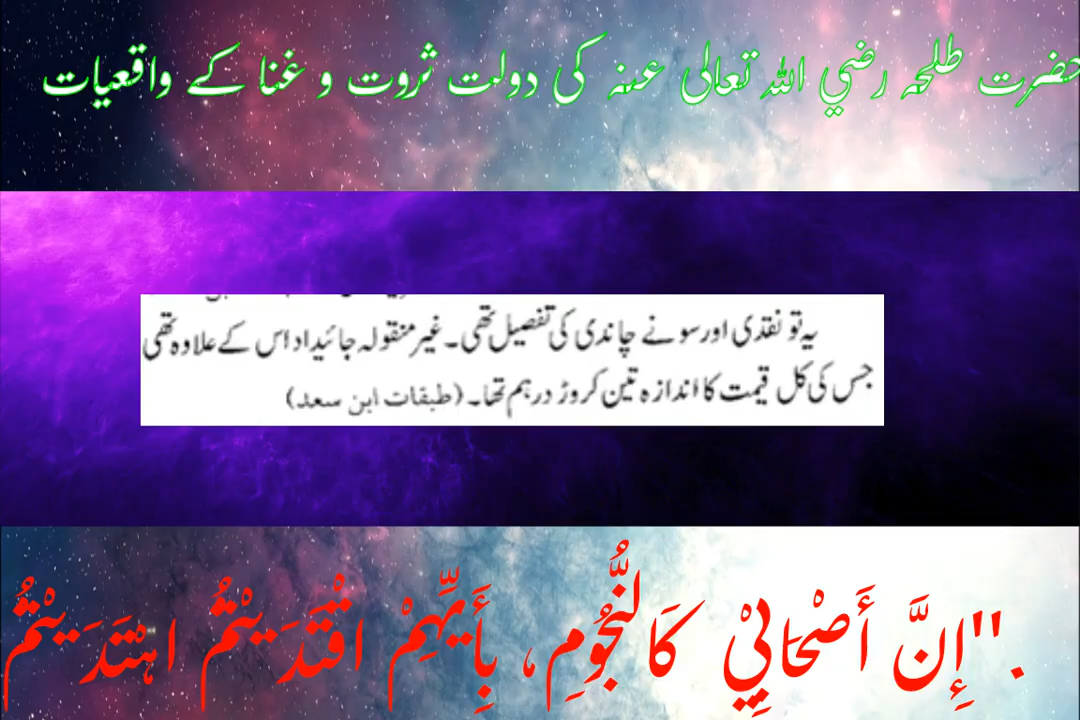 حضرت طلحہ رضي اللہ تعالی عنہ کی دولت ثروت و غنا کے واقعیات
یہ تو نقدی اور سونے چاندی کی تفصیل تھی۔ غیر منقولہ جائیداد اس کے علاوہ تھی
جس کی کل قیمت کا اندازہ تین کروڑ درہم تھا۔ (طبقات ابن سعد)
."إِنَّ أَصْحَابِيْ كَالنُّجُوْمِ، بِأَيِّهِمْ اقْتَدَيْتُمُ اهْتَدَيْتُمُ